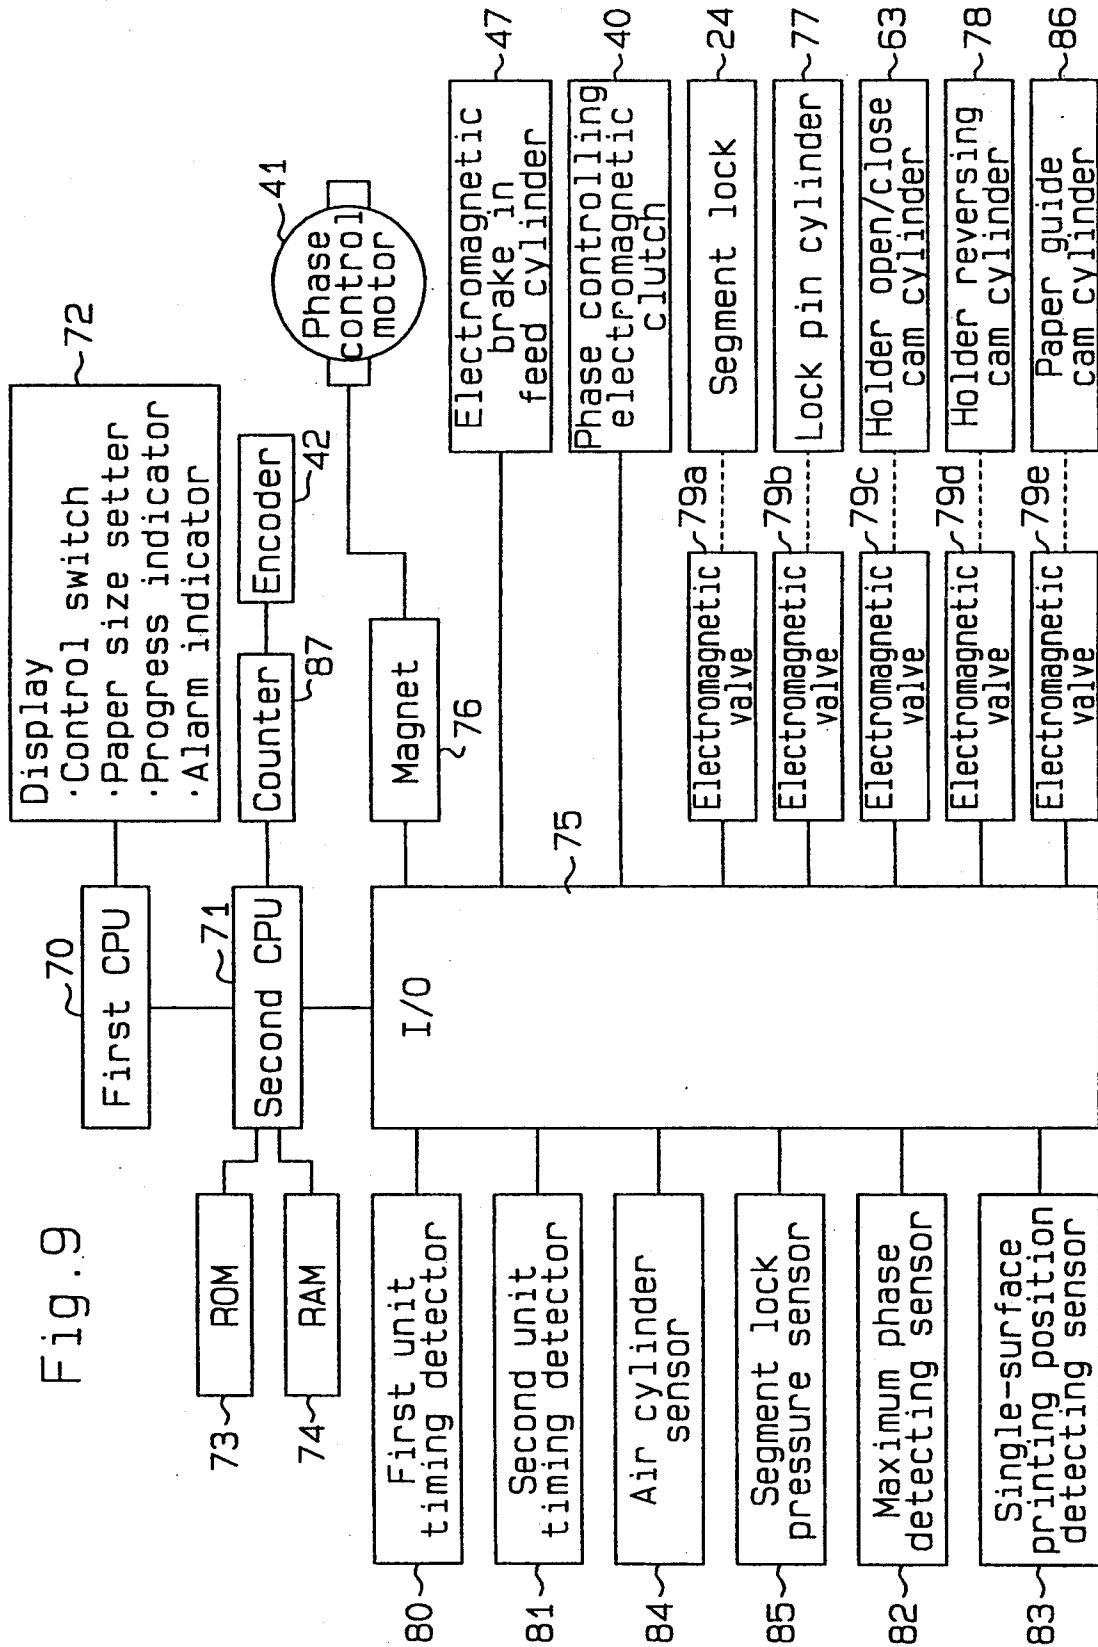 Fig.9
70
First CPU
72
Display
·Control switch
·Paper size setter
·Progress indicator
·Alarm indicator
73
ROM
74
RAM
71
Second CPU
87
Counter
42
Encoder
41
Phase
control
motor
76
Magnet
75
I/O
80
First unit
timing detector
81
Second unit
timing detector
84
Air cylinder
sensor
85
Segment lock
pressure sensor
82
Maximum phase
detecting sensor
83
Single-surface
printing position
detecting sensor
47
Electromagnetic
brake in
feed cylinder
40
Phase controlling
electromagnetic
clutch
79a
Electromagnetic
valve
24
Segment lock
79b
Electromagnetic
valve
77
Lock pin cylinder
79c
Electromagnetic
valve
63
Holder open/close
cam cylinder
79d
Electromagnetic
valve
78
Holder reversing
cam cylinder
79e
Electromagnetic
valve
86
Paper guide
cam cylinder